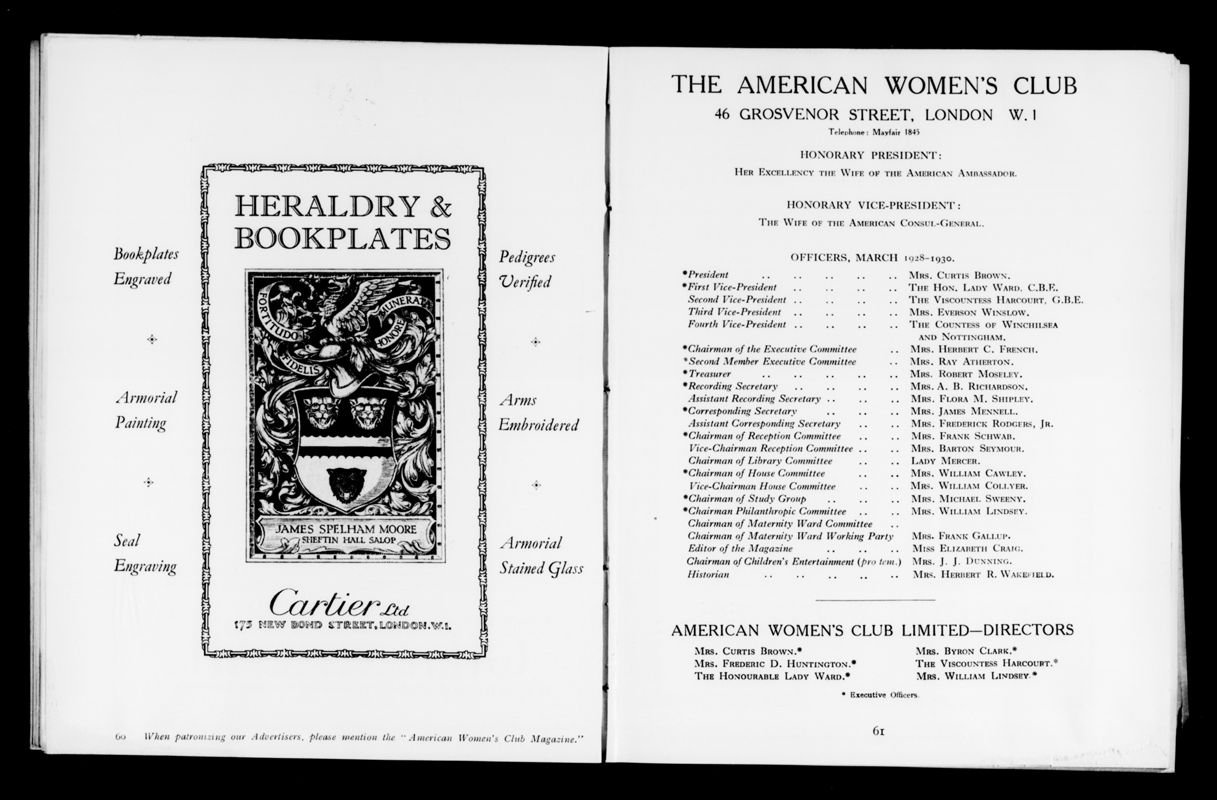 HERALDRY &
BOOKPLATES
Bookplates
Engraved
Armorial
Painting
Seal
Engraving
Pedigrees
Verified
Arms
Embroidered
Armorial
Stained Glass
FORTITUDO
FIDELIS
HONORE
MUNERATA
JAMES SPELHAM MOORE
SHEFTIN HALL SALOP
Cartier Ltd
175 NEW BOND STREET, LONDON. W.1.
60 When patronizing our Advertisers, please mention the "American Women's Club Magazine."
THE AMERICAN WOMEN'S CLUB
46 GROSVENOR STREET, LONDON W. 1
Telephone: Mayfair 1845
HONORARY PRESIDENT:
HER EXCELLENCY THE WIFE OF THE AMERICAN AMBASSADOR.
HONORARY VICE-PRESIDENT:
THE WIFE OF THE AMERICAN CONSUL-GENERAL.
OFFICERS, MARCH 1928-1930.
*President .. .. .. .. .. MRS. CURTIS BROWN.
*First Vice-President .. .. .. .. THE HON. LADY WARD, C.B.E.
Second Vice-President .. .. .. .. THE VISCOUNTESS HARCOURT, G.B.E.
Third Vice-President .. .. .. .. MRS. EVERSON WINSLOW.
Fourth Vice-President .. .. .. .. THE COUNTESS OF WINCHILSEA
AND NOTTINGHAM.
*Chairman of the Executive Committee .. MRS. HERBERT C. FRENCH.
*Second Member Executive Committee .. MRS. RAY ATHERTON.
*Treasurer .. .. .. .. .. MRS. ROBERT MOSELEY.
*Recording Secretary .. .. .. .. MRS. A. B. RICHARDSON.
Assistant Recording Secretary .. .. .. MRS. FLORA M. SHIPLEY.
*Corresponding Secretary .. .. .. MRS. JAMES MENNELL.
Assistant Corresponding Secretary .. .. MRS. FREDERICK RODGERS, JR.
*Chairman of Reception Committee .. .. MRS. FRANK SCHWAB.
Vice-Chairman Reception Committee .. .. MRS. BARTON SEYMOUR.
Chairman of Library Committee .. .. LADY MERCER.
*Chairman of House Committee .. .. MRS. WILLIAM CAWLEY.
Vice-Chairman House Committee .. .. MRS. WILLIAM COLLYER.
*Chairman of Study Group .. .. .. MRS. MICHAEL SWEENY.
*Chairman Philanthropic Committee .. .. MRS. WILLIAM LINDSEY.
Chairman of Maternity Ward Committee ..
Chairman of Maternity Ward Working Party MRS. FRANK GALLUP.
Editor of the Magazine .. .. .. MISS ELIZABETH CRAIG.
Chairman of Children's Entertainment (pro tem.) MRS. J. J. DUNNING.
Historian .. .. .. .. .. MRS. HERBERT R. WAKEFIELD.
AMERICAN WOMEN'S CLUB LIMITED—DIRECTORS
MRS. CURTIS BROWN.* MRS. BYRON CLARK.*
MRS. FREDERIC D. HUNTINGTON.* THE VISCOUNTESS HARCOURT.*
THE HONOURABLE LADY WARD.* MRS. WILLIAM LINDSEY.*
* Executive Officers.
61